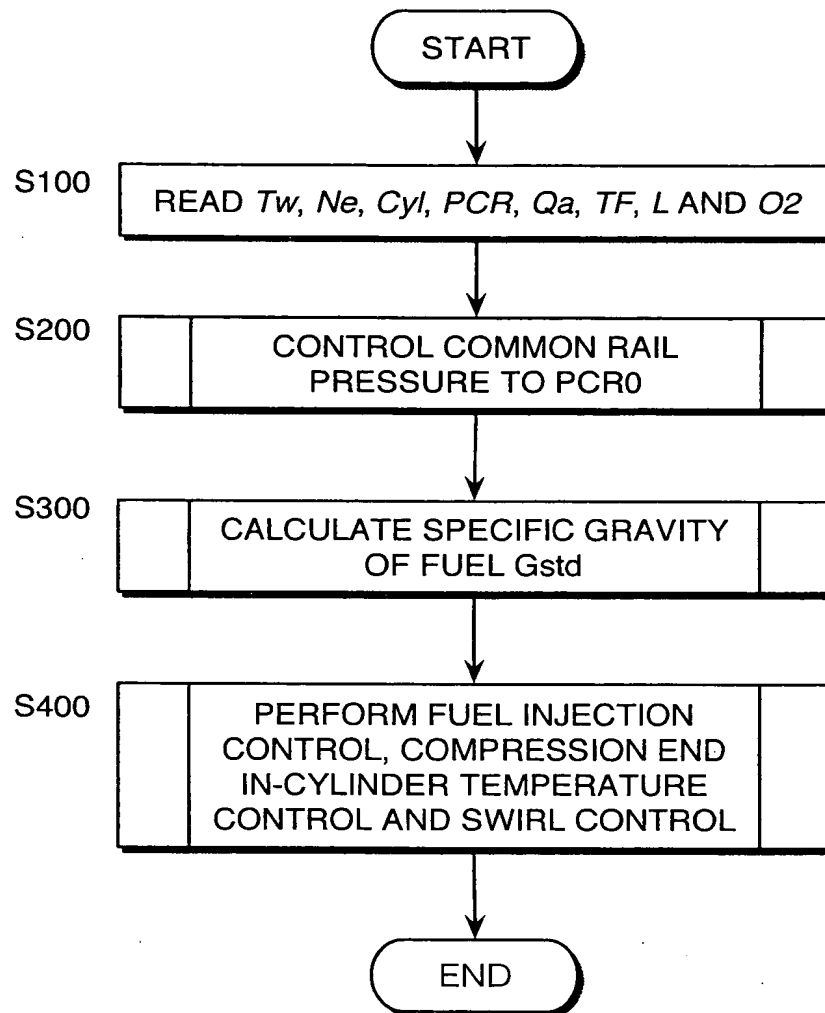 START
S100
READ Tw, Ne, Cyl, PCR, Qa, TF, L AND O2
S200
CONTROL COMMON RAIL
PRESSURE TO PCR0
S300
CALCULATE SPECIFIC GRAVITY
OF FUEL Gstd
S400
PERFORM FUEL INJECTION
CONTROL, COMPRESSION END
IN-CYLINDER TEMPERATURE
CONTROL AND SWIRL CONTROL
END